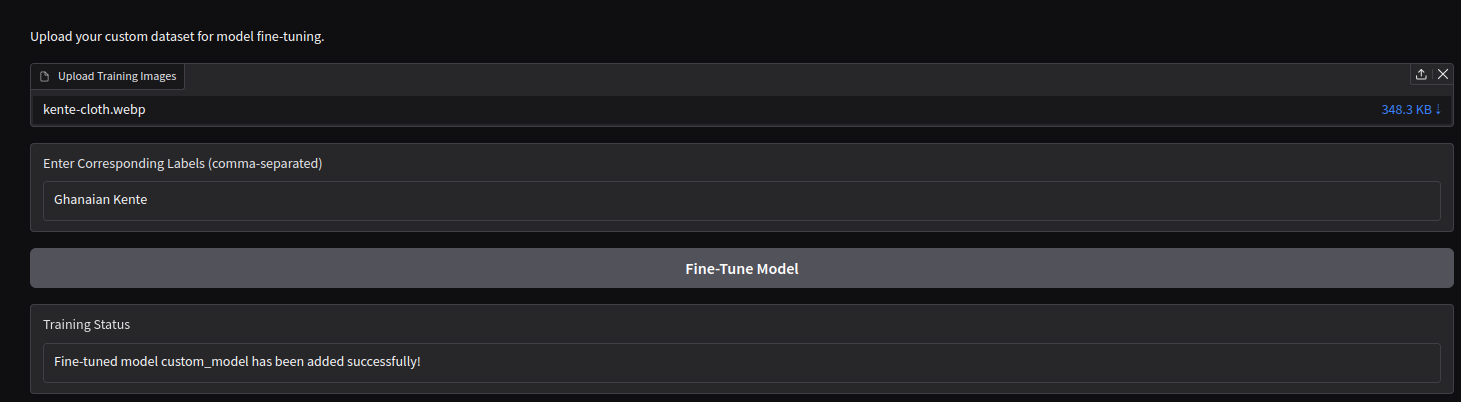 Upload your custom dataset for model fine-tuning.
Upload Training Images
kente-cloth.webp 348.3 KB ↓
Enter Corresponding Labels (comma-separated)
Ghanaian Kente
Fine-Tune Model
Training Status
Fine-tuned model custom_model has been added successfully!